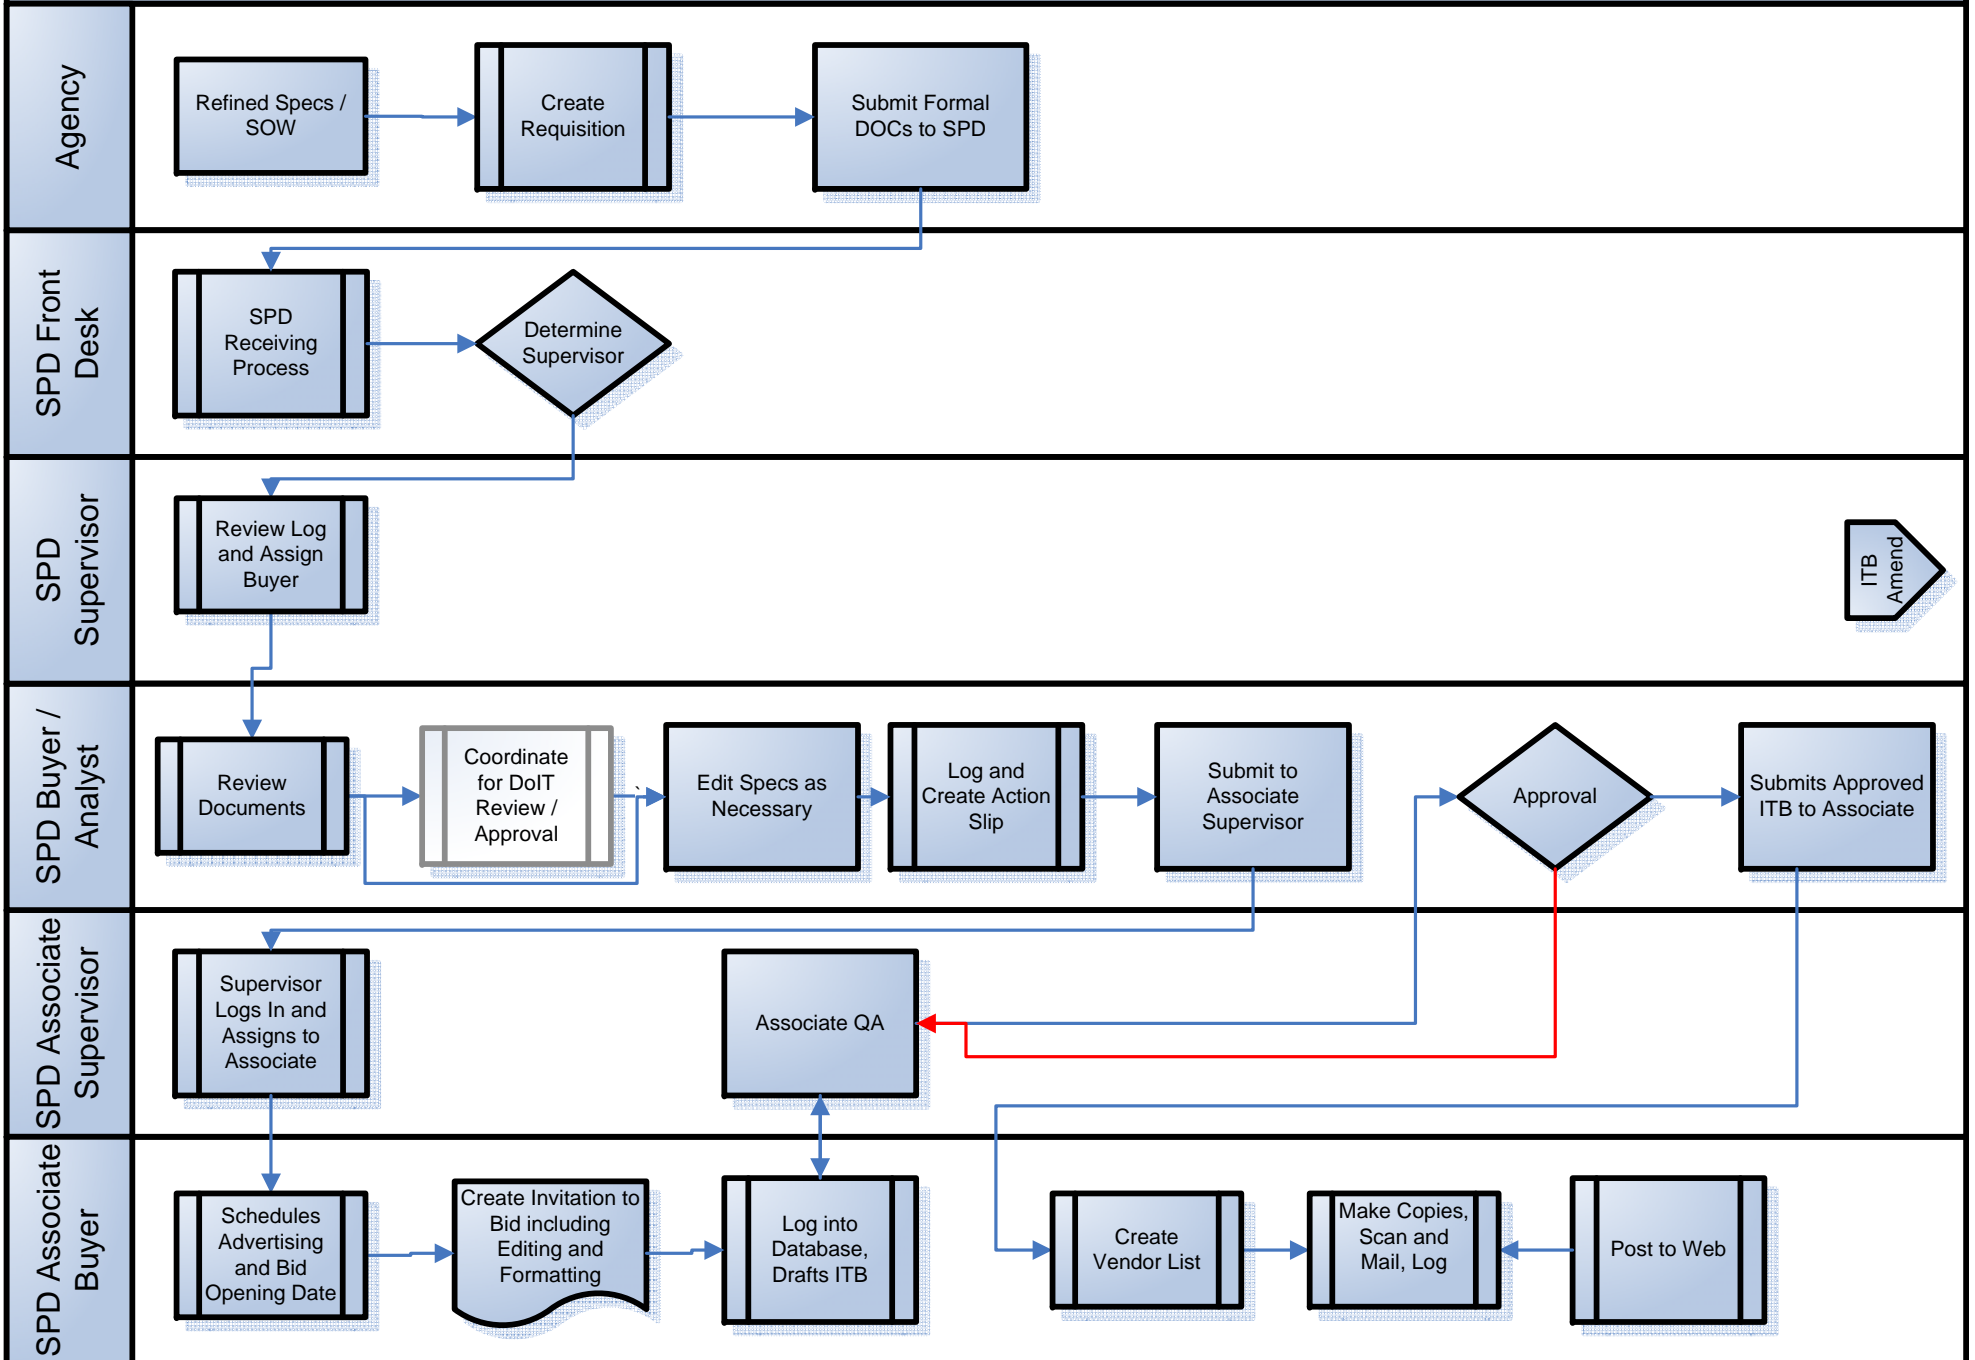 Agency
Refined Specs /
SOW
Create
Requisition
Submit Formal
DOCs to SPD
SPD Front
Desk
SPD
Receiving
Process
Determine
Supervisor
SPD
Supervisor
Review Log
and Assign
Buyer
ITB
Amend
SPD Buyer /
Analyst
Review
Documents
Coordinate
for DoIT
Review /
Approval
`
Edit Specs as
Necessary
Log and
Create Action
Slip
Submit to
Associate
Supervisor
Approval
Submits Approved
ITB to Associate
SPD Associate
Supervisor
Supervisor
Logs In and
Assigns to
Associate
Associate QA
SPD Associate
Buyer
Schedules
Advertising
and Bid
Opening Date
Create Invitation to
Bid including
Editing and
Formatting
Log into
Database,
Drafts ITB
Create
Vendor List
Make Copies,
Scan and
Mail, Log
Post to Web